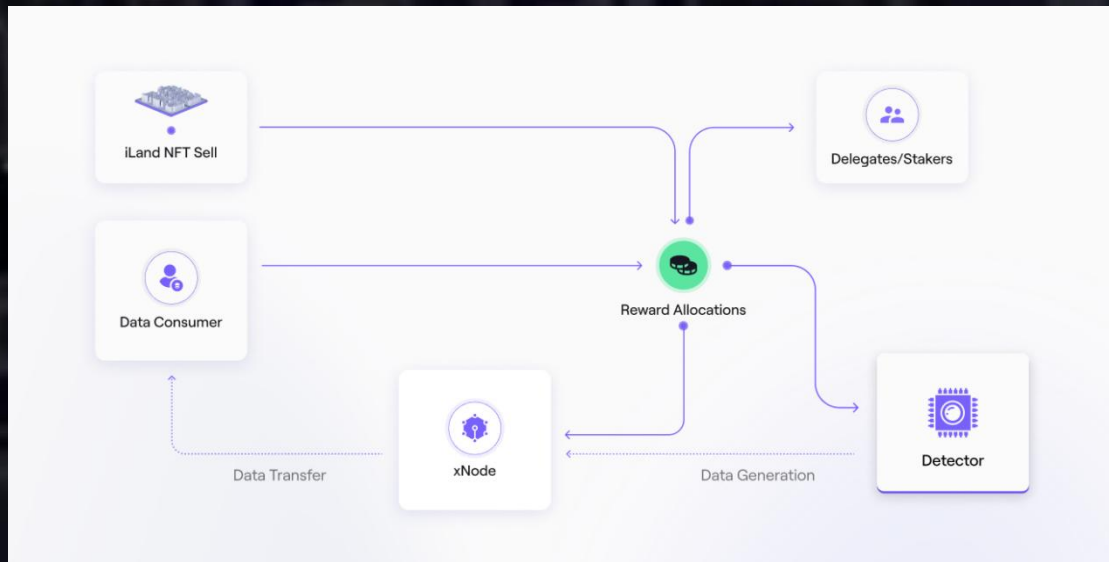 iLand NFT Sell
Delegates/Stakers
Data Consumer
Reward Allocations
Data Transfer
xNode
Data Generation
Detector